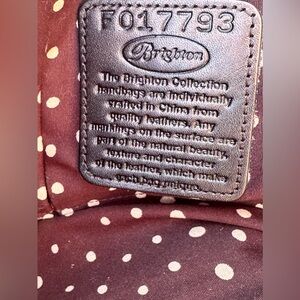 F017793
Brighton
The Brighton Collection
handbags are individually
crafted in China from
quality leathers. Any
markings on the surface are
part of the natural beauty,
texture and character
of the leather, which make
each bag unique.